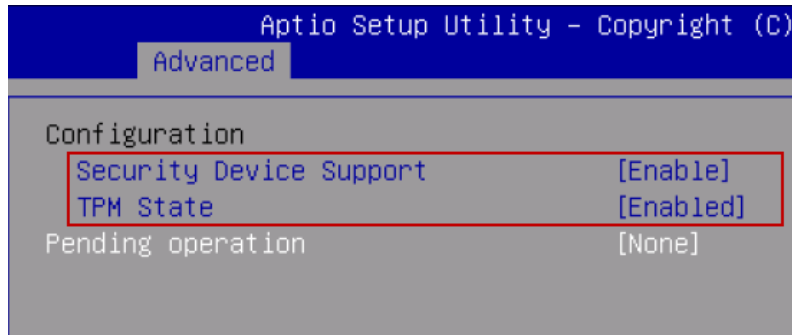 Aptio Setup Utility – Copyright (C)
Advanced
Configuration
Security Device Support [Enable]
TPM State [Enabled]
Pending operation [None]